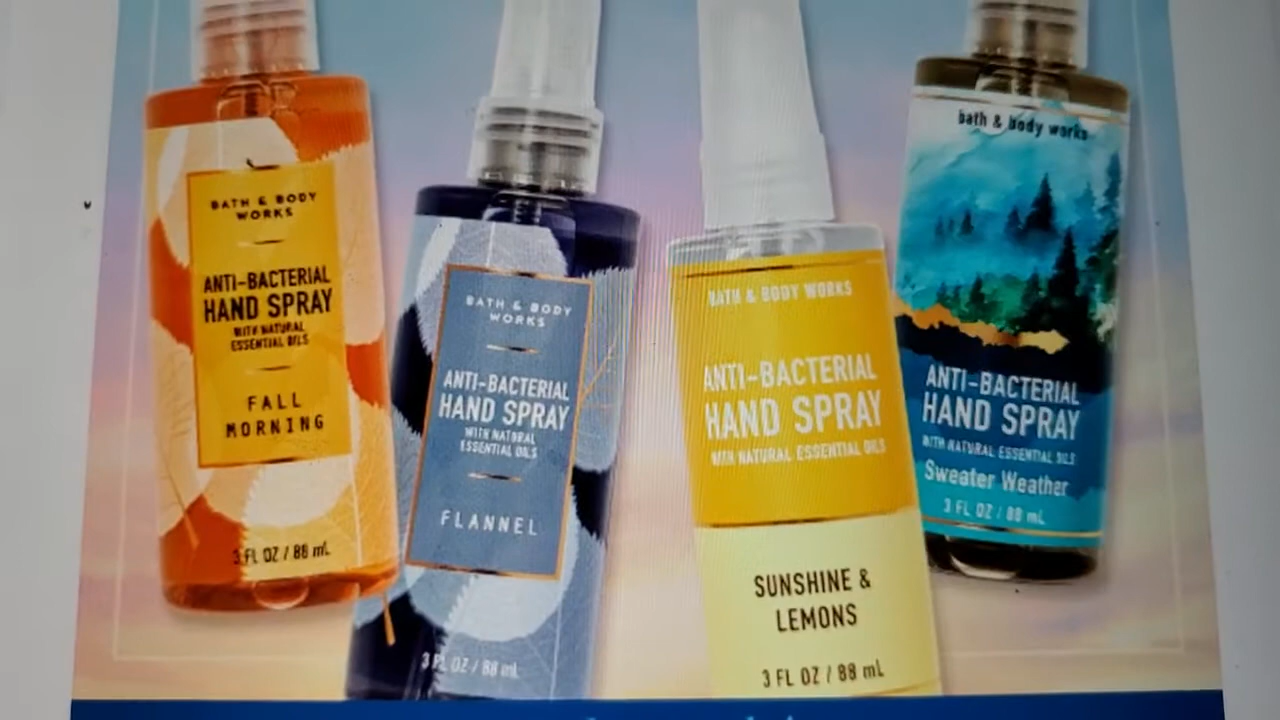 BATH & BODY
WORKS
ANTI-BACTERIAL
HAND SPRAY
WITH NATURAL
ESSENTIAL OILS
FALL
MORNING
3 FL OZ / 88 mL
BATH & BODY
WORKS
ANTI-BACTERIAL
HAND SPRAY
WITH NATURAL
ESSENTIAL OILS
FLANNEL
3 FL OZ / 88 mL
BATH & BODY WORKS
ANTI-BACTERIAL
HAND SPRAY
WITH NATURAL ESSENTIAL OILS
SUNSHINE &
LEMONS
3 FL OZ / 88 mL
bath & body works
ANTI-BACTERIAL
HAND SPRAY
WITH NATURAL ESSENTIAL OILS
Sweater Weather
3 FL OZ / 88 mL